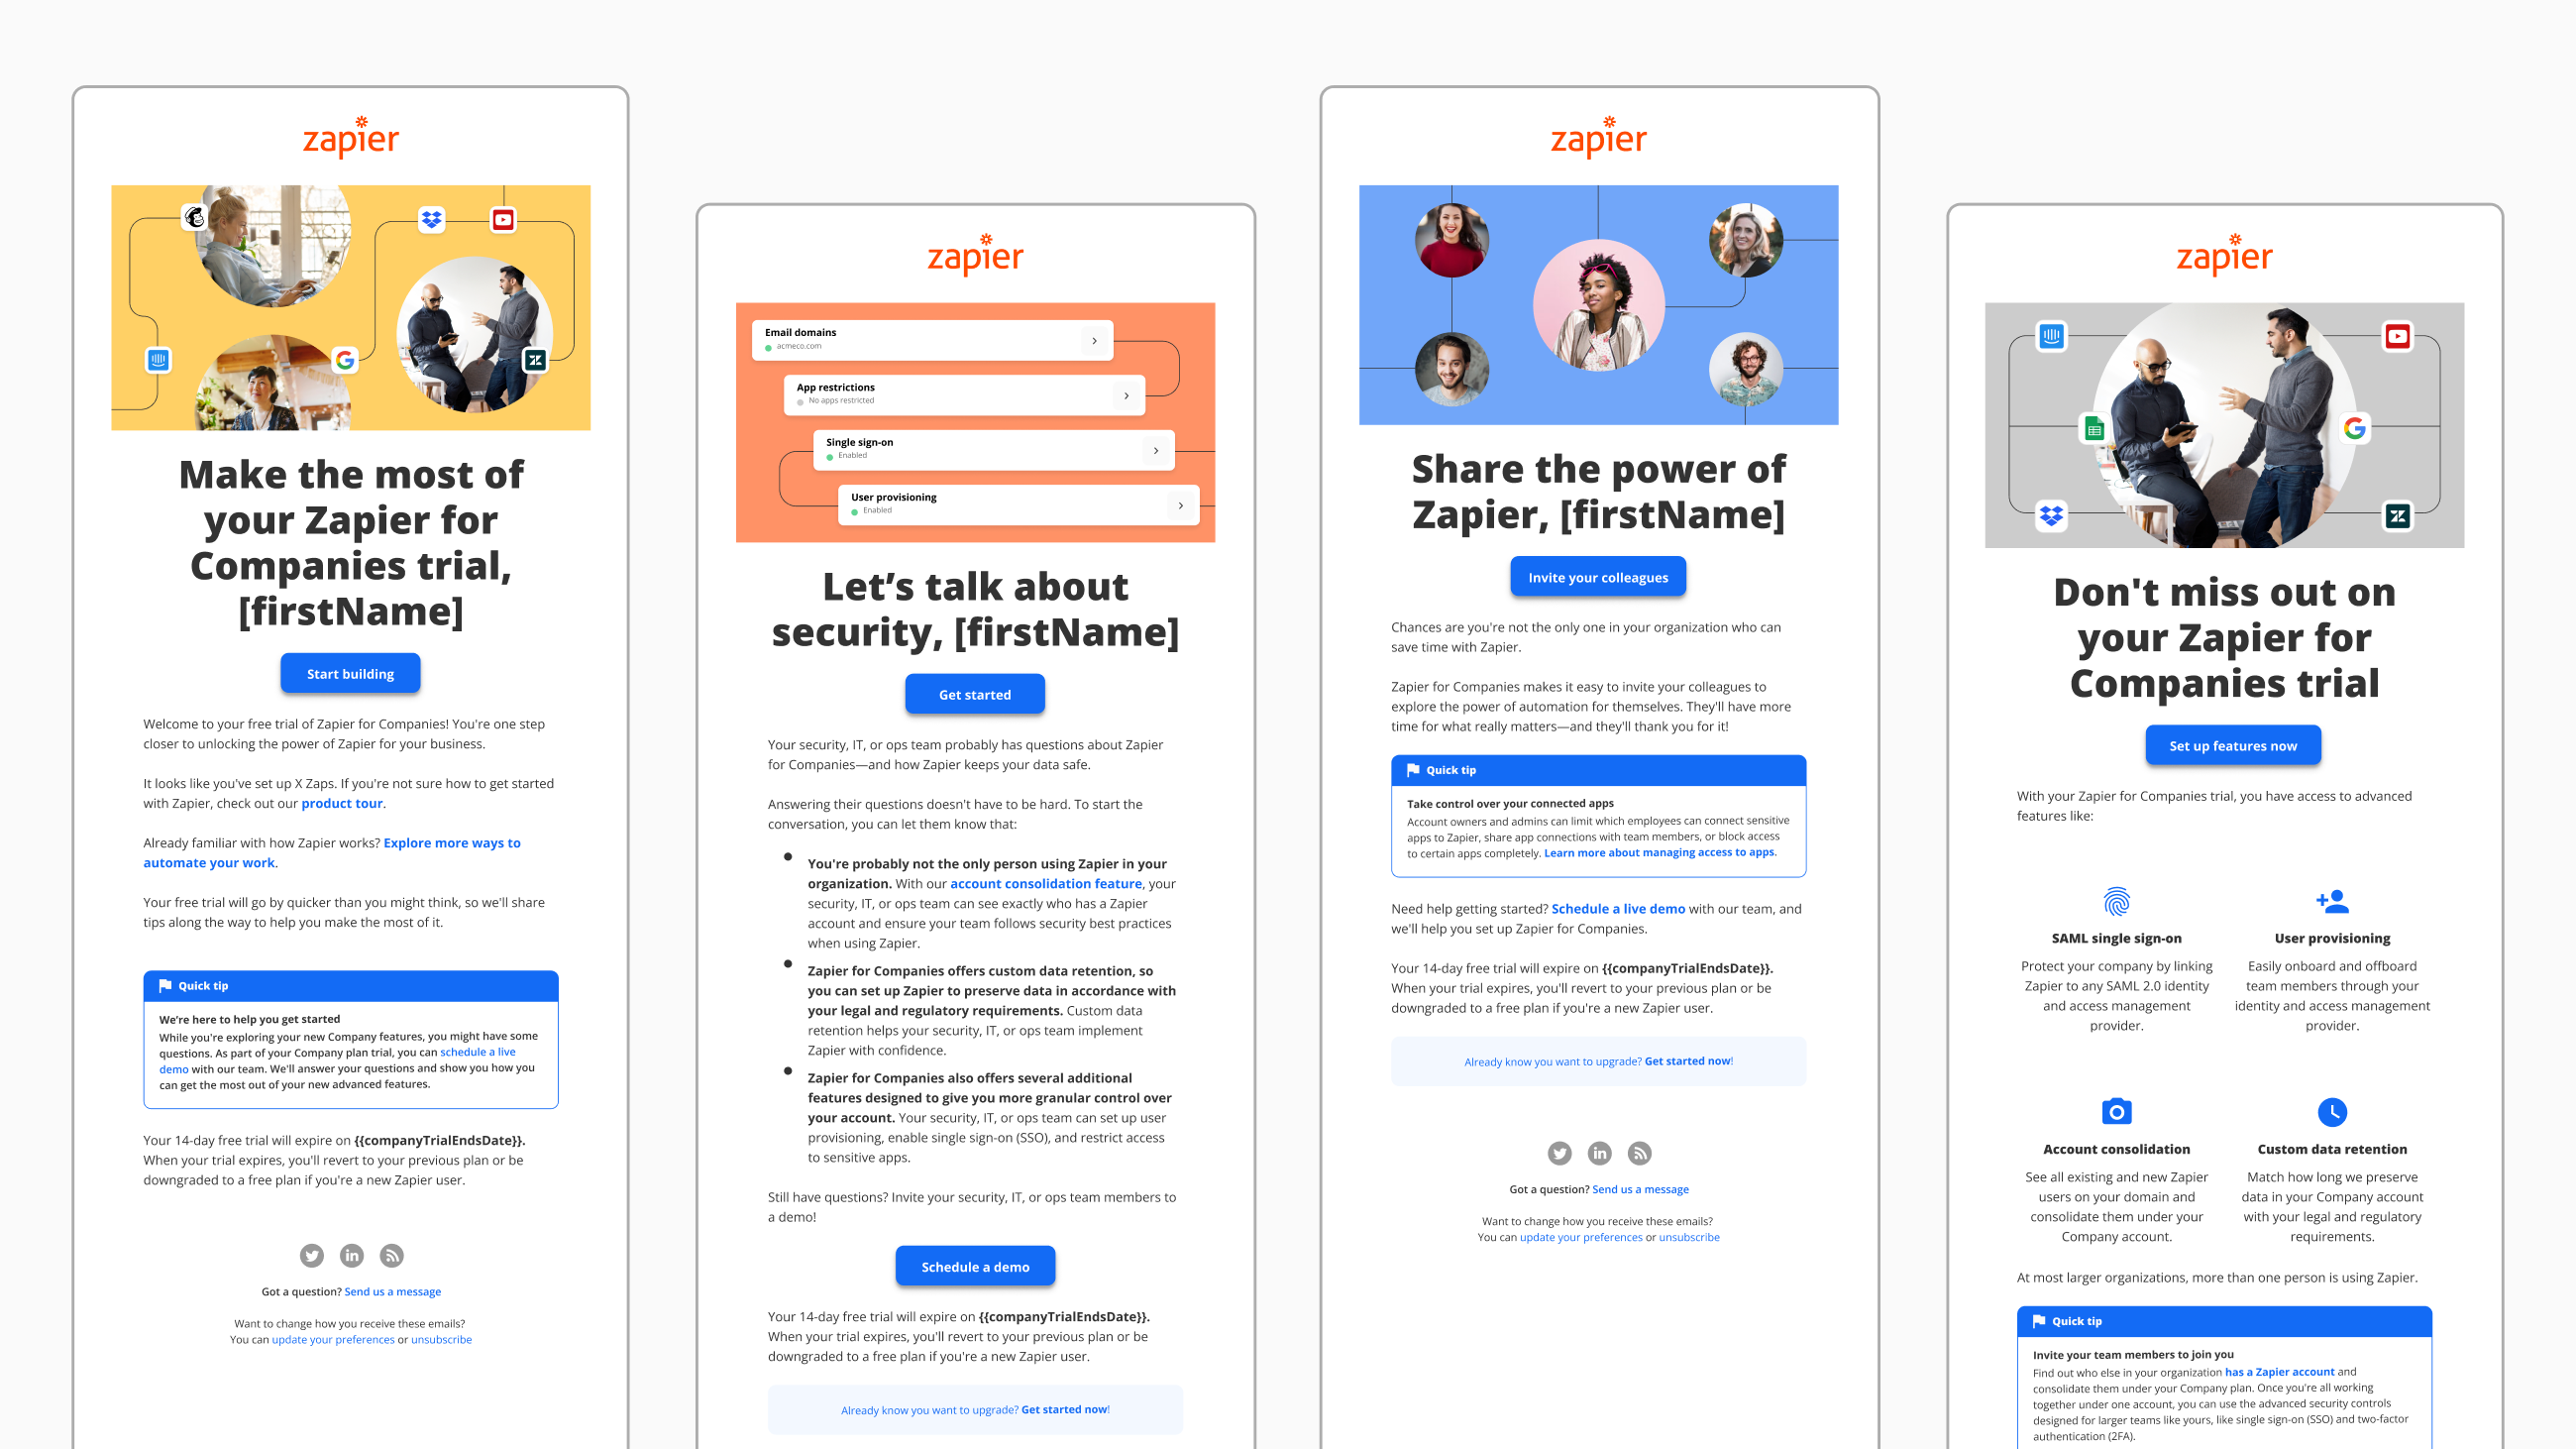 zapier
Make the most of
your Zapier for
Companies trial,
[firstName]
Start building
Welcome to your free trial of Zapier for Companies! You're one step
closer to unlocking the power of Zapier for your business.
It looks like you've set up X Zaps. If you're not sure how to get started
with Zapier, check out our product tour.
Already familiar with how Zapier works? Explore more ways to
automate your work.
Your free trial will go by quicker than you might think, so we'll share
tips along the way to help you make the most of it.
Quick tip
We're here to help you get started
While you're exploring your new Company features, you might have some
questions. As part of your Company plan trial, you can schedule a live
demo with our team. We'll answer your questions and show you how you
can get the most out of your new advanced features.
Your 14-day free trial will expire on {{companyTrialEndsDate}}.
When your trial expires, you'll revert to your previous plan or be
downgraded to a free plan if you're a new Zapier user.
in
Got a question? Send us a message
Want to change how you receive these emails?
You can update your preferences or unsubscribe
zapier
Email domains
acmeco.com
App restrictions
No apps restricted
Single sign-on
Enabled
User provisioning
Enabled
Let’s talk about
security, [firstName]
Get started
Your security, IT, or ops team probably has questions about Zapier
for Companies—and how Zapier keeps your data safe.
Answering their questions doesn't have to be hard. To start the
conversation, you can let them know that:
You're probably not the only person using Zapier in your
organization. With our account consolidation feature, your
security, IT, or ops team can see exactly who has a Zapier
account and ensure your team follows security best practices
when using Zapier.
Zapier for Companies offers custom data retention, so
you can set up Zapier to preserve data in accordance with
your legal and regulatory requirements. Custom data
retention helps your security, IT, or ops team implement
Zapier with confidence.
Zapier for Companies also offers several additional
features designed to give you more granular control over
your account. Your security, IT, or ops team can set up user
provisioning, enable single sign-on (SSO), and restrict access
to sensitive apps.
Still have questions? Invite your security, IT, or ops team members to
a demo!
Schedule a demo
Your 14-day free trial will expire on {{companyTrialEndsDate}}.
When your trial expires, you'll revert to your previous plan or be
downgraded to a free plan if you're a new Zapier user.
Already know you want to upgrade? Get started now!
zapier
Share the power of
Zapier, [firstName]
Invite your colleagues
Chances are you're not the only one in your organization who can
save time with Zapier.
Zapier for Companies makes it easy to invite your colleagues to
explore the power of automation for themselves. They'll have more
time for what really matters—and they'll thank you for it!
Quick tip
Take control over your connected apps
Account owners and admins can limit which employees can connect sensitive
apps to Zapier, share app connections with team members, or block access
to certain apps completely. Learn more about managing access to apps.
Need help getting started? Schedule a live demo with our team, and
we'll help you set up Zapier for Companies.
Your 14-day free trial will expire on {{companyTrialEndsDate}}.
When your trial expires, you'll revert to your previous plan or be
downgraded to a free plan if you're a new Zapier user.
Already know you want to upgrade? Get started now!
in
Got a question? Send us a message
Want to change how you receive these emails?
You can update your preferences or unsubscribe
zapier
Don't miss out on
your Zapier for
Companies trial
Set up features now
With your Zapier for Companies trial, you have access to advanced
features like:
SAML single sign-on
Protect your company by linking
Zapier to any SAML 2.0 identity
and access management
provider.
User provisioning
Easily onboard and offboard
team members through your
identity and access management
provider.
Account consolidation
See all existing and new Zapier
users on your domain and
consolidate them under your
Company account.
Custom data retention
Match how long we preserve
data in your Company account
with your legal and regulatory
requirements.
At most larger organizations, more than one person is using Zapier.
Quick tip
Invite your team members to join you
Find out who else in your organization has a Zapier account and
consolidate them under your Company plan. Once you're all working
together under one account, you can use the advanced security controls
designed for larger teams like yours, like single sign-on (SSO) and two-factor
authentication (2FA).